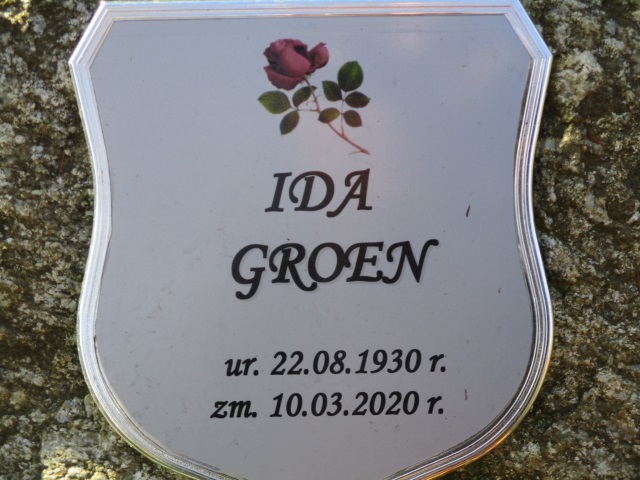 IDA
GROEN
ur. 22.08.1930 r.
zm. 10.03.2020 r.